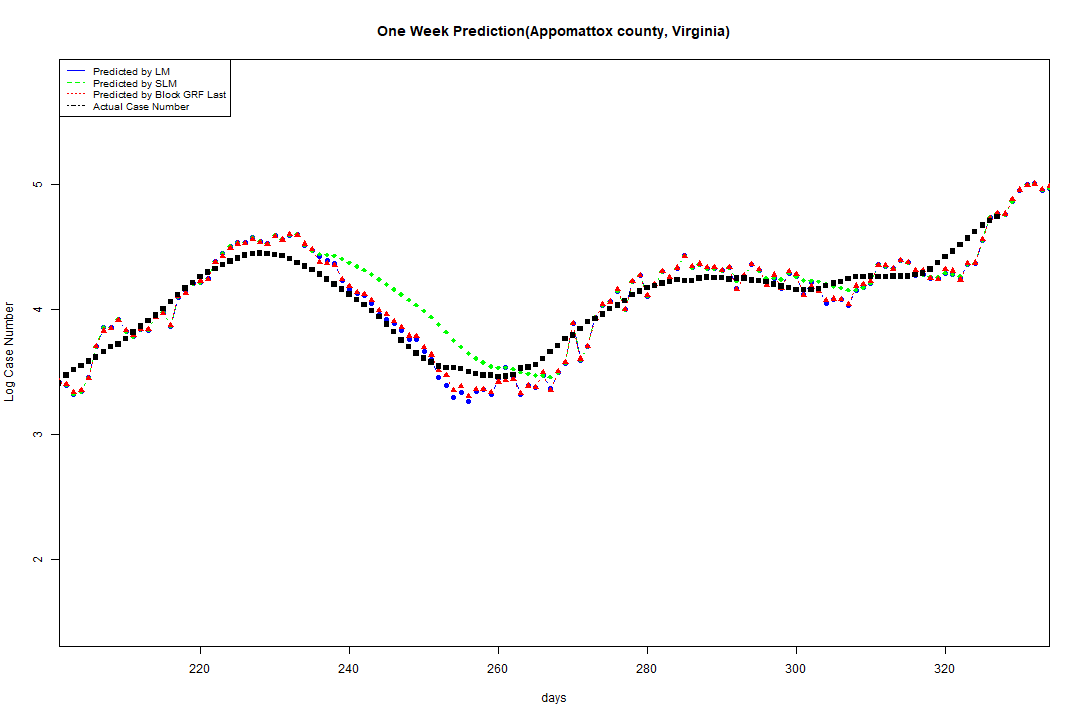 One Week Prediction(Appomattox county, Virginia)
Predicted by LM
Predicted by SLM
Predicted by Block GRF Last
Actual Case Number
5
4
3
2
Log Case Number
220 240 260 280 300 320
days